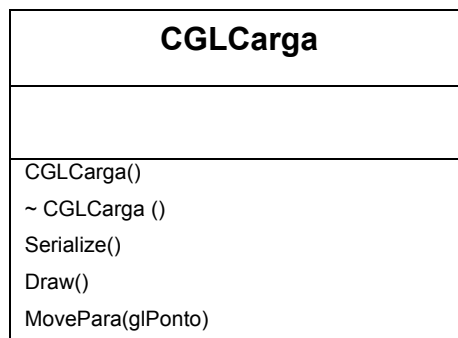 CGLCarga
CGLCarga()
~ CGLCarga ()
Serialize()
Draw()
MovePara(glPonto)